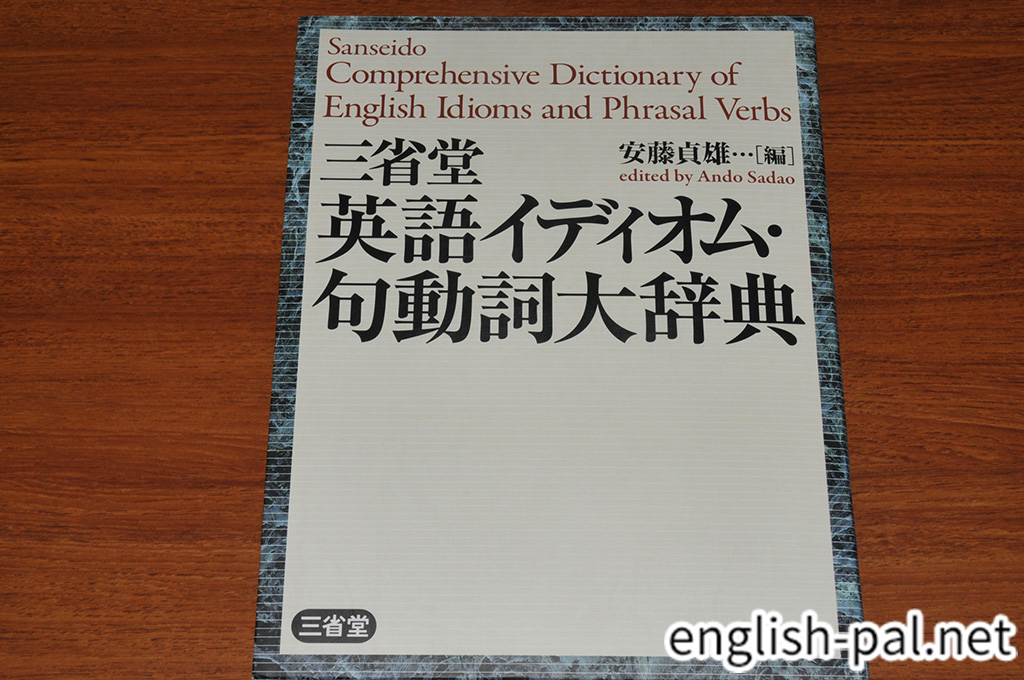 Sanseido
Comprehensive Dictionary of
English Idioms and Phrasal Verbs
三省堂
安藤貞雄…[編]
edited by Ando Sadao
英語イディオム・
句動詞大辞典
三省堂
english-pal.net